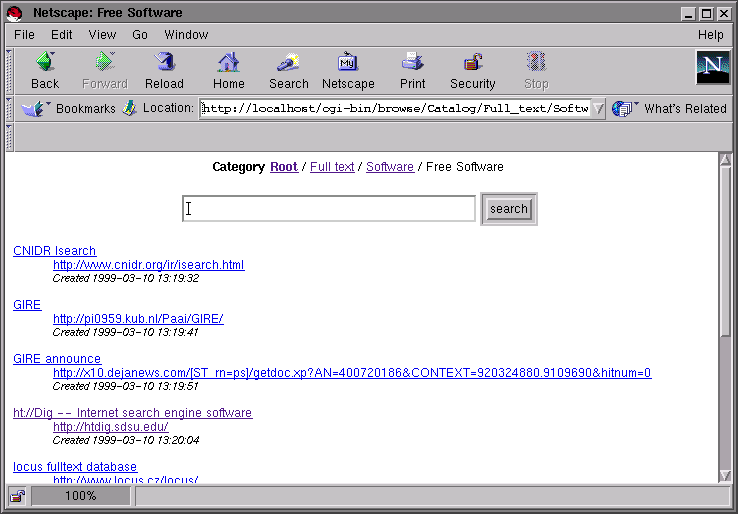 Netscape: Free Software
File Edit View Go Window Help
Back Forward Reload Home Search Netscape Print Security Stop
My
N
Bookmarks Location: http://localhost/cgi-bin/browse/Catalog/Full_text/Softw What's Related
Category Root / Full text / Software / Free Software
search
CNIDR Isearch
http://www.cnidr.org/ir/isearch.html
Created 1999-03-10 13:19:32
GIRE
http://pi0959.kub.nl/Paai/GIRE/
Created 1999-03-10 13:19:41
GIRE announce
http://x10.dejanews.com/[ST_rn=ps]/getdoc.xp?AN=400720186&CONTEXT=920324880.9109690&hitnum=0
Created 1999-03-10 13:19:51
ht://Dig -- Internet search engine software
http://htdig.sdsu.edu/
Created 1999-03-10 13:20:04
locus fulltext database
http://www.locus.cz/locus/
100%